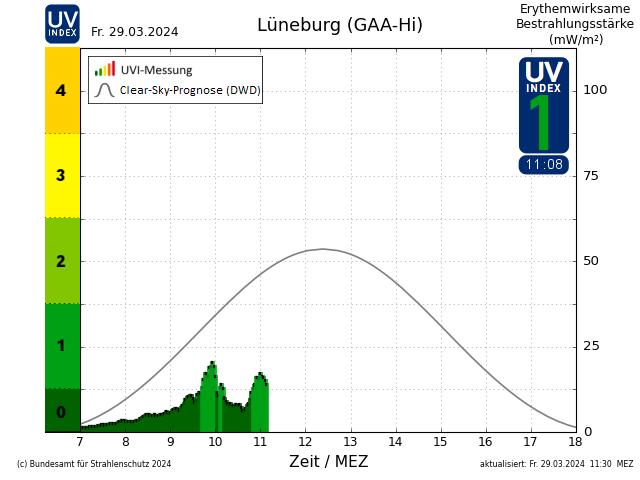 UV
INDEX
Fr. 29.03.2024
Lüneburg (GAA-Hi)
Erythemwirksame
Bestrahlungsstärke
(mW/m²)
UVI-Messung
Clear-Sky-Prognose (DWD)
UV
INDEX
1
11:08
4
3
2
1
0
100
75
50
25
0
7 8 9 10 11 12 13 14 15 16 17 18
Zeit / MEZ
(c) Bundesamt für Strahlenschutz 2024
aktualisiert: Fr. 29.03.2024 11:30 MEZ